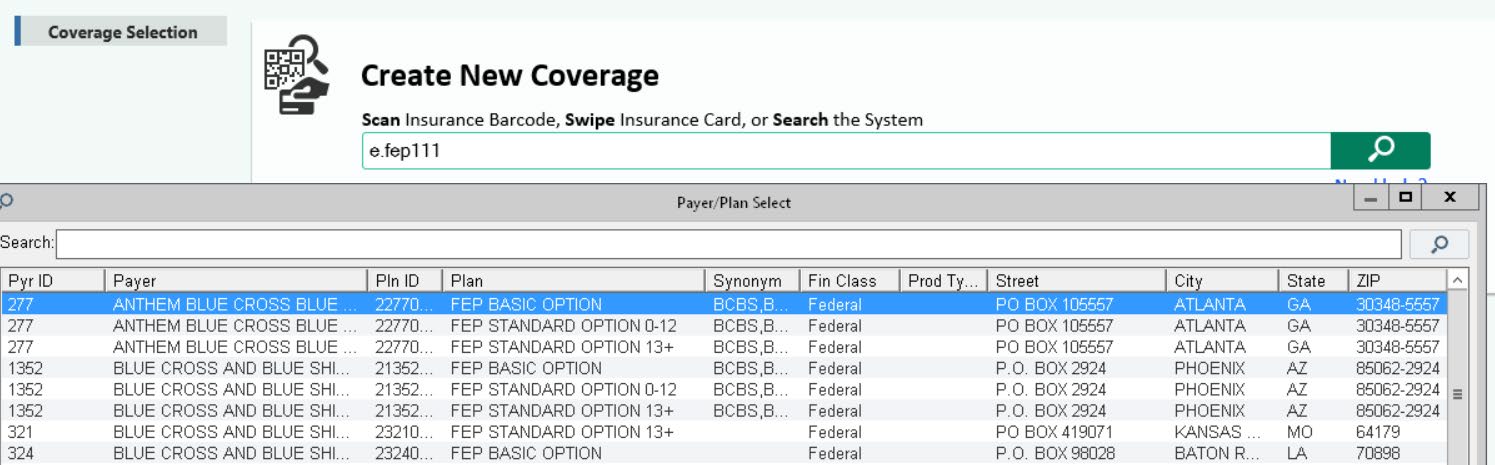 Coverage Selection
Create New Coverage
Scan Insurance Barcode, Swipe Insurance Card, or Search the System
e.fep111
Payer/Plan Select
Search:
Pyr ID Payer Pln ID Plan Synonym Fin Class Prod Ty... Street City State ZIP
277 ANTHEM BLUE CROSS BLUE ... 22770... FEP BASIC OPTION BCBS,B... Federal PO BOX 105557 ATLANTA GA 30348-5557
277 ANTHEM BLUE CROSS BLUE ... 22770... FEP STANDARD OPTION 0-12 BCBS,B... Federal PO BOX 105557 ATLANTA GA 30348-5557
277 ANTHEM BLUE CROSS BLUE ... 22770... FEP STANDARD OPTION 13+ BCBS,B... Federal PO BOX 105557 ATLANTA GA 30348-5557
1352 BLUE CROSS AND BLUE SHI... 21352... FEP BASIC OPTION BCBS,B... Federal P.O. BOX 2924 PHOENIX AZ 85062-2924
1352 BLUE CROSS AND BLUE SHI... 21352... FEP STANDARD OPTION 0-12 BCBS,B... Federal P.O. BOX 2924 PHOENIX AZ 85062-2924
1352 BLUE CROSS AND BLUE SHI... 21352... FEP STANDARD OPTION 13+ BCBS,B... Federal P.O. BOX 2924 PHOENIX AZ 85062-2924
321 BLUE CROSS AND BLUE SHI... 23210... FEP STANDARD OPTION 13+ Federal PO BOX 419071 KANSAS ... MO 64179
324 BLUE CROSS AND BLUE SHI... 23240... FEP BASIC OPTION Federal P.O. BOX 98028 BATON R... LA 70898